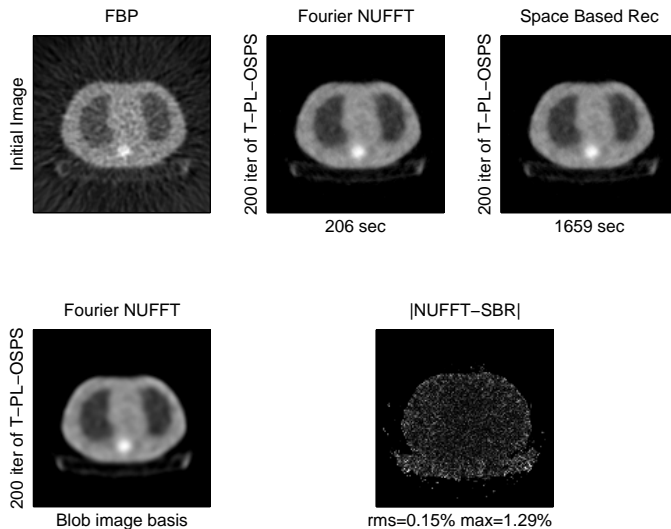 FBP
Initial Image
Fourier NUFFT
200 iter of T−PL−OSPS
206 sec
Space Based Rec
200 iter of T−PL−OSPS
1659 sec
Fourier NUFFT
200 iter of T−PL−OSPS
Blob image basis
|NUFFT−SBR|
rms=0.15% max=1.29%